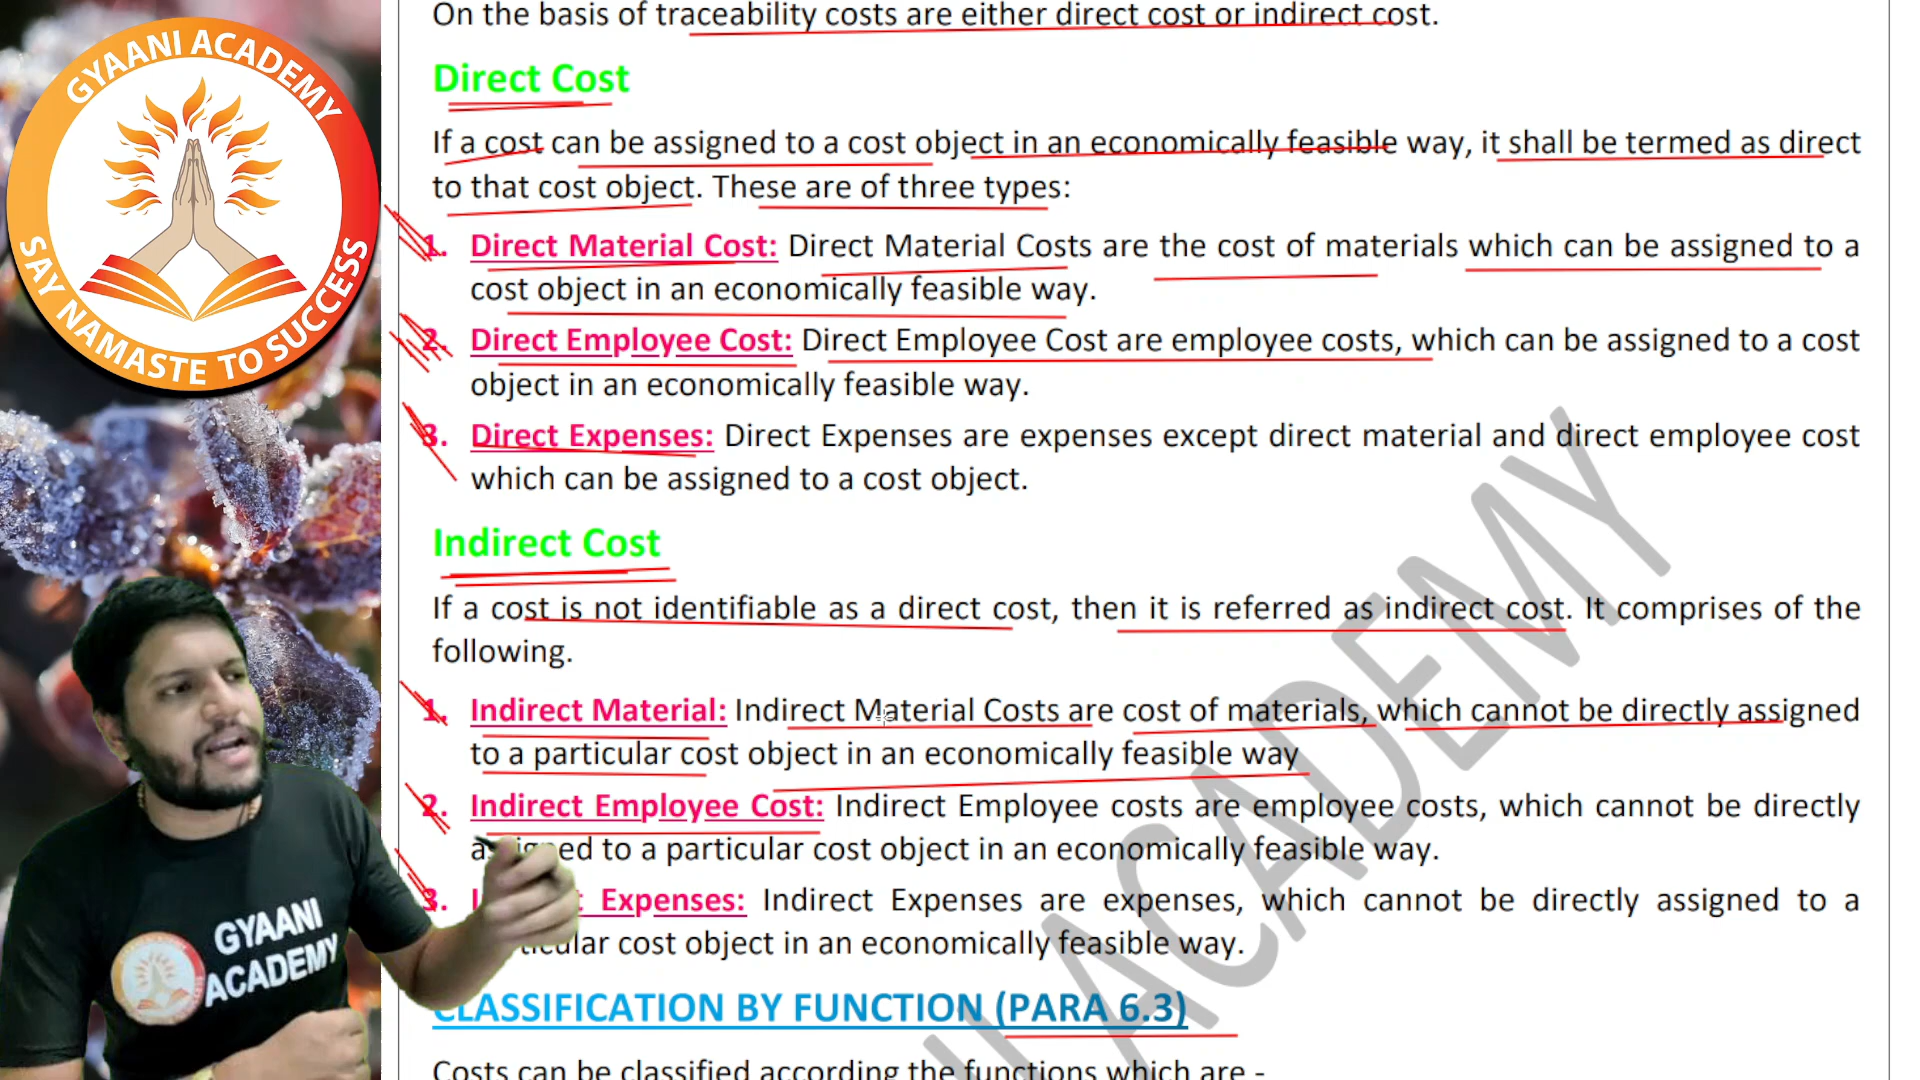 GYAANI ACADEMY
SAY NAMASTE TO SUCCESS
On the basis of traceability costs are either direct cost or indirect cost.
Direct Cost
If a cost can be assigned to a cost object in an economically feasible way, it shall be termed as direct
to that cost object. These are of three types:
1. Direct Material Cost: Direct Material Costs are the cost of materials which can be assigned to a
cost object in an economically feasible way.
2. Direct Employee Cost: Direct Employee Cost are employee costs, which can be assigned to a cost
object in an economically feasible way.
3. Direct Expenses: Direct Expenses are expenses except direct material and direct employee cost
which can be assigned to a cost object.
Indirect Cost
If a cost is not identifiable as a direct cost, then it is referred as indirect cost. It comprises of the
following.
1. Indirect Material: Indirect Material Costs are cost of materials, which cannot be directly assigned
to a particular cost object in an economically feasible way
2. Indirect Employee Cost: Indirect Employee costs are employee costs, which cannot be directly
to a particular cost object in an economically feasible way.
3. Expenses: Indirect Expenses are expenses, which cannot be directly assigned to a
cost object in an economically feasible way.
CLASSIFICATION BY FUNCTION (PARA 6.3)
Costs can be classified according the functions which are -
ACADEMY
GYAANI
ACADEMY